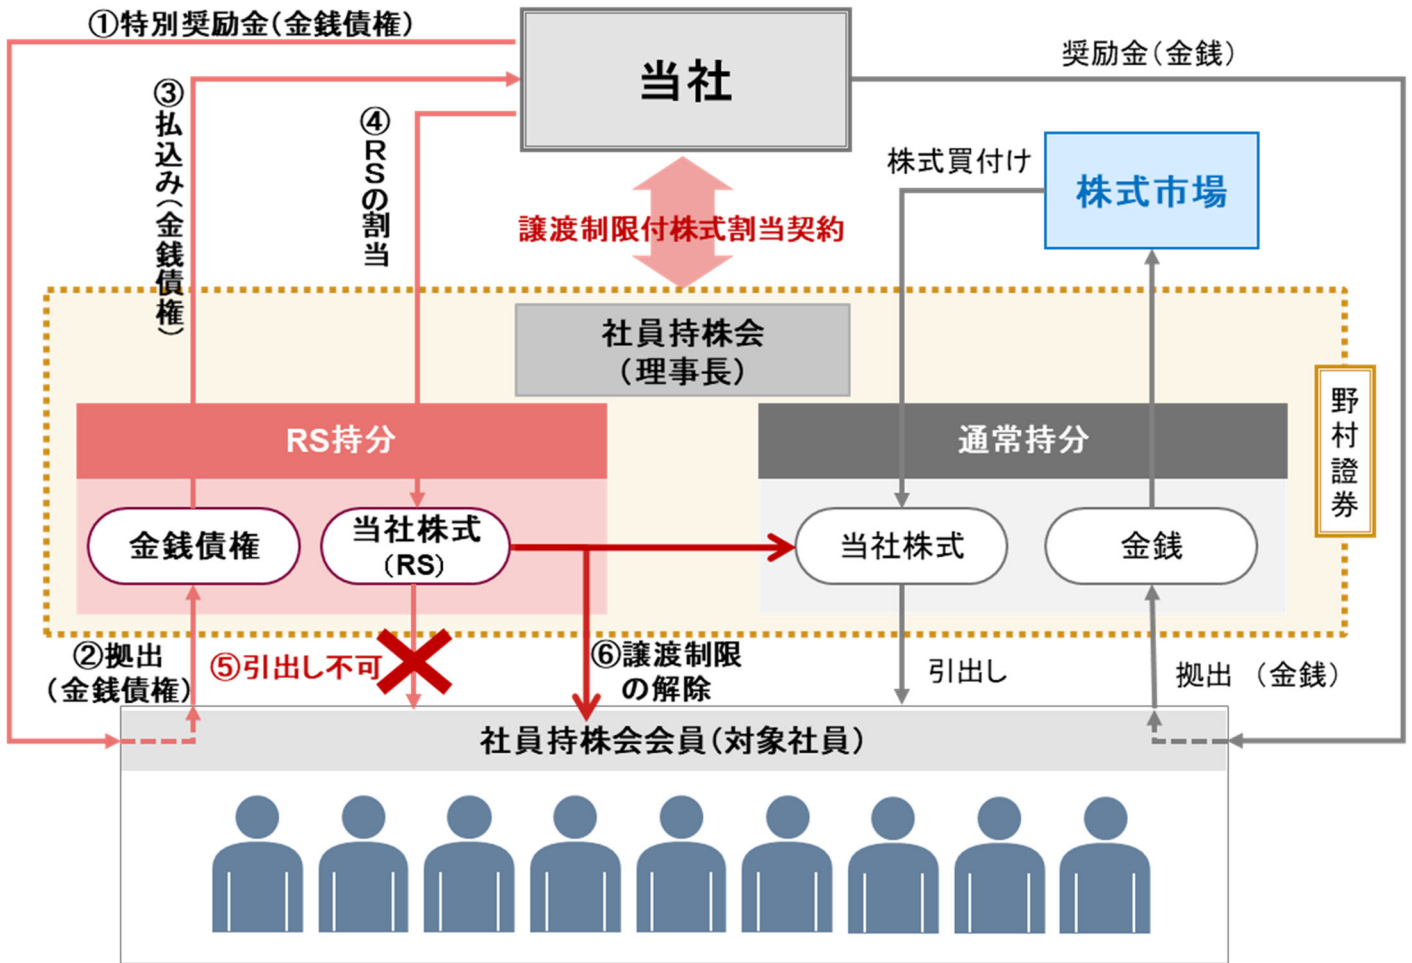 ①特別奨励金(金銭債権)
当社
奨励金(金銭)
③払込み(金銭債権)
④RSの割当
株式買付け
株式市場
譲渡制限付株式割当契約
社員持株会
(理事長)
野村證券
RS持分
通常持分
金銭債権
当社株式
(RS)
当社株式
金銭
②拠出
(金銭債権)
⑤引出し不可
⑥譲渡制限
の解除
引出し
拠出 (金銭)
社員持株会会員(対象社員)